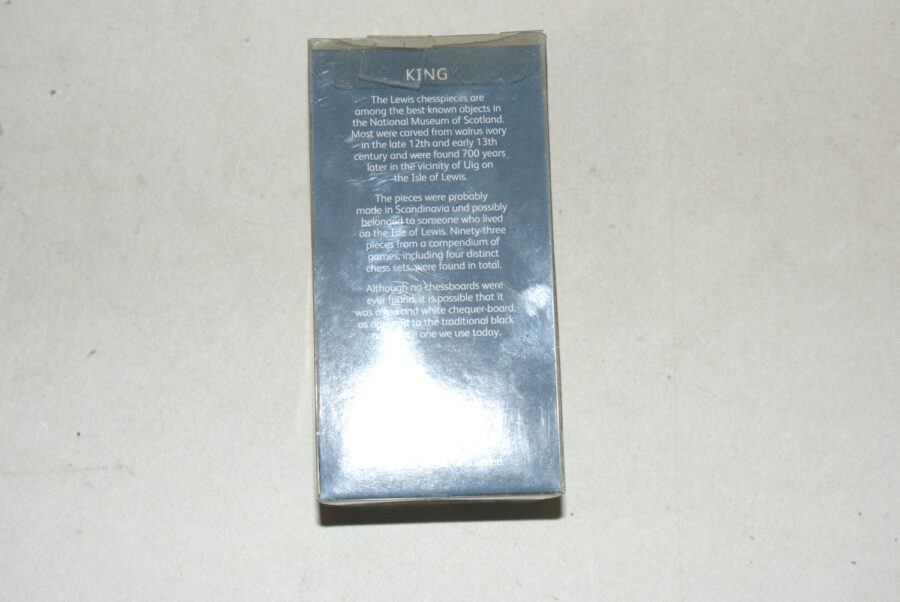 KING
The Lewis chesspieces are
among the best known objects in
the National Museum of Scotland.
Most were carved from walrus ivory
in the late 12th and early 13th
century and were found 700 years
later in the vicinity of Uig on
the Isle of Lewis.
The pieces were probably
made in Scandinavia und possibly
belonged to someone who lived
on the Isle of Lewis. Ninety-three
pieces from a compendium of
games, including four distinct
chess sets, were found in total.
Although no chessboards were
ever found, it is possible that it
was a red and white chequer-board,
as opposed to the traditional black
one we use today.